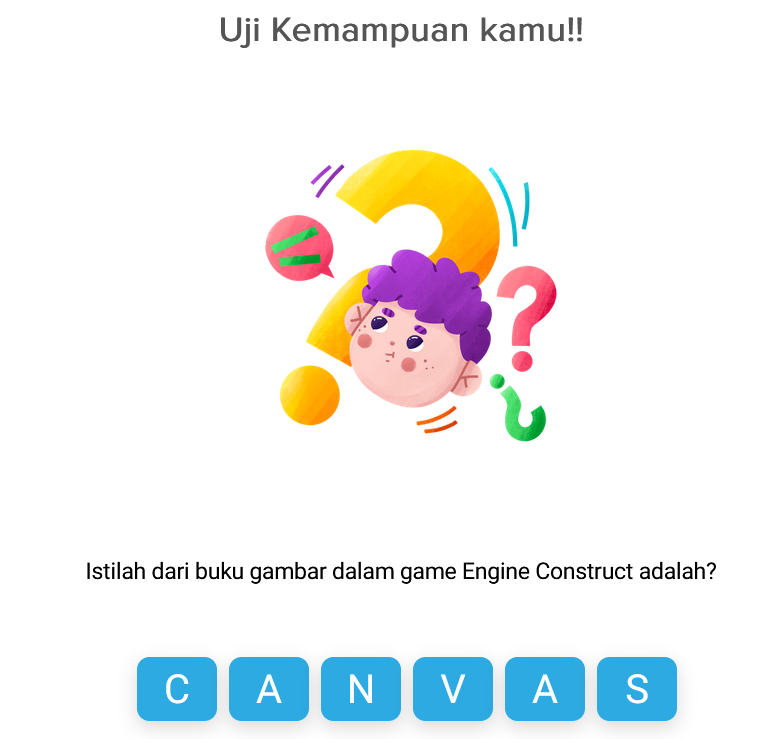 Uji Kemampuan kamu!!
Istilah dari buku gambar dalam game Engine Construct adalah?
C A N V A S